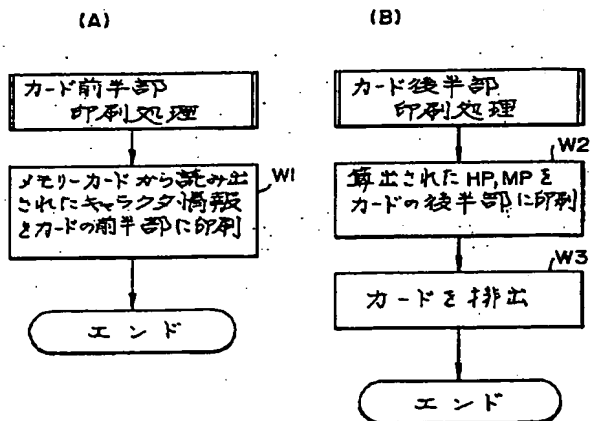 (A)
カード前半部
印刷処理
メモリーカードから読み出
されたキャラクタ情報
をカードの前半部に印刷
W1
エンド
(B)
カード後半部
印刷処理
W2
算出されたHP,MPを
カードの後半部に印刷
W3
カードを排出
エンド